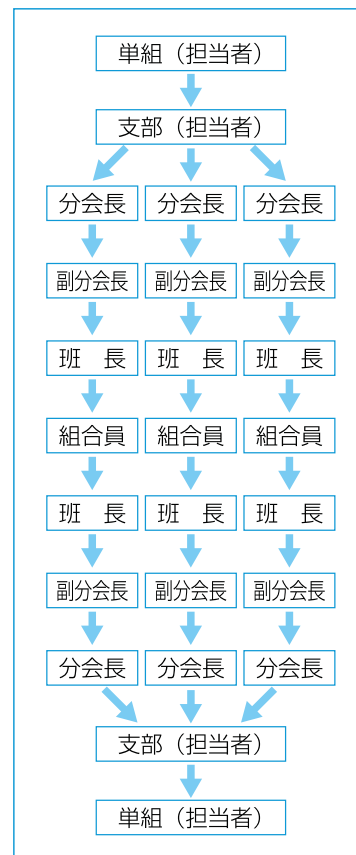 単組（担当者）
支部（担当者）
分会長 分会長 分会長
副分会長 副分会長 副分会長
班　長 班　長 班　長
組合員 組合員 組合員
班　長 班　長 班　長
副分会長 副分会長 副分会長
分会長 分会長 分会長
支部（担当者）
単組（担当者）